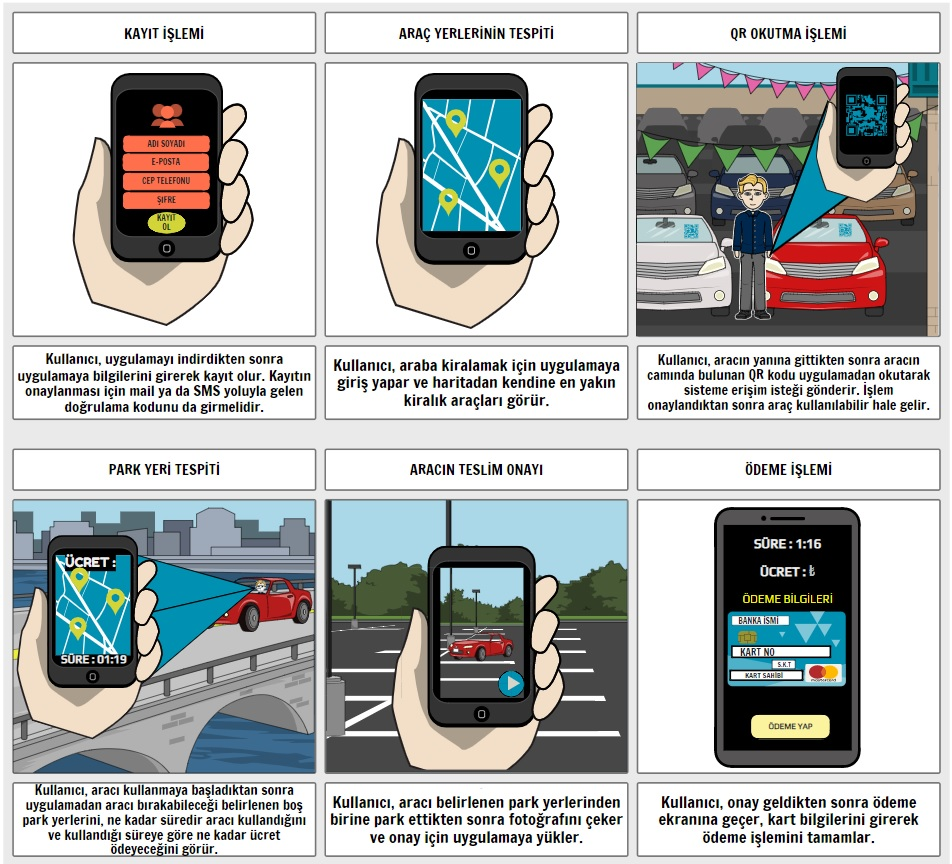 KAYIT İŞLEMİ
ADI SOYADI
E-POSTA
CEP TELEFONU
ŞİFRE
KAYIT
OL
Kullanıcı, uygulamayı indirdikten sonra
uygulamaya bilgilerini girerek kayıt olur. Kayıtın
onaylanması için mail ya da SMS yoluyla gelen
doğrulama kodunu da girmelidir.
ARAÇ YERLERİNİN TESPİTİ
Kullanıcı, araba kiralamak için uygulamaya
giriş yapar ve haritadan kendine en yakın
kiralık araçları görür.
QR OKUTMA İŞLEMİ
Kullanıcı, aracın yanına gittikten sonra aracın
camında bulunan QR kodu uygulamadan okutarak
sisteme erişim isteği gönderir. İşlem
onaylandıktan sonra araç kullanılabilir hale gelir.
PARK YERİ TESPİTİ
ÜCRET :
SÜRE : 01:19
Kullanıcı, aracı kullanmaya başladıktan sonra
uygulamadan aracı bırakabileceği belirlenen boş
park yerlerini, ne kadar süredir aracı kullandığını
ve kullandığı süreye göre ne kadar ücret
ödeyeceğini görür.
ARACIN TESLİM ONAYI
Kullanıcı, aracı belirlenen park yerlerinden
birine park ettikten sonra fotoğrafını çeker
ve onay için uygulamaya yükler.
ÖDEME İŞLEMİ
SÜRE : 1:16
ÜCRET : ₺
ÖDEME BİLGİLERİ
BANKA İSMİ
KART NO
S.K.T
KART SAHİBİ
mastercard
ÖDEME YAP
Kullanıcı, onay geldikten sonra ödeme
ekranına geçer, kart bilgilerini girerek
ödeme işlemini tamamlar.